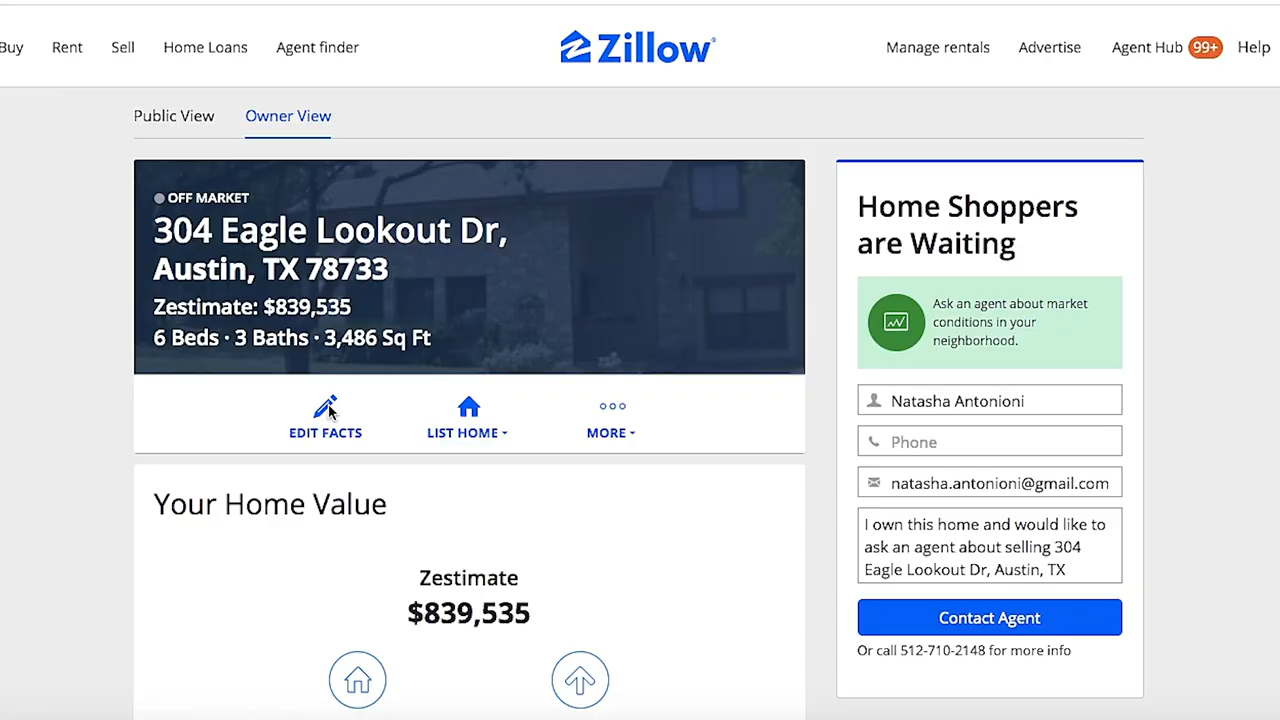 Buy Rent Sell Home Loans Agent finder Zillow Manage rentals Advertise Agent Hub 99+ Help
Public View Owner View
OFF MARKET
304 Eagle Lookout Dr,
Austin, TX 78733
Zestimate: $839,535
6 Beds · 3 Baths · 3,486 Sq Ft
EDIT FACTS LIST HOME MORE
Your Home Value
Zestimate
$839,535
Home Shoppers
are Waiting
Ask an agent about market
conditions in your
neighborhood.
Natasha Antonioni
Phone
natasha.antonioni@gmail.com
I own this home and would like to
ask an agent about selling 304
Eagle Lookout Dr, Austin, TX
Contact Agent
Or call 512-710-2148 for more info